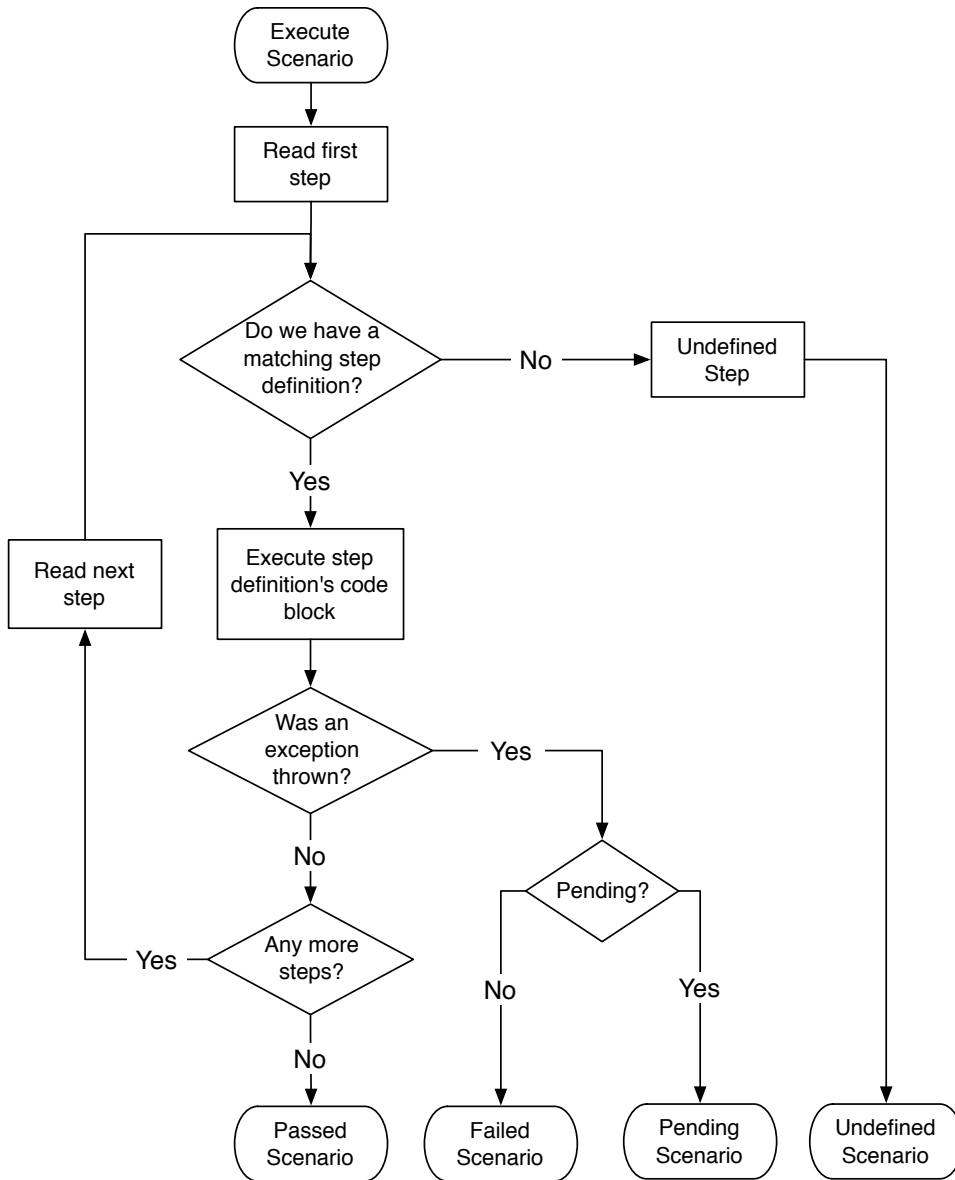 Execute
Scenario
Read first
step
Do we have a
matching step
definition?
No
Undefined
Step
Yes
Read next
step
Execute step
definition's code
block
Was an
exception
thrown?
Yes
No
Pending?
Any more
steps?
Yes
No
Yes
No
Passed
Scenario
Failed
Scenario
Pending
Scenario
Undefined
Scenario